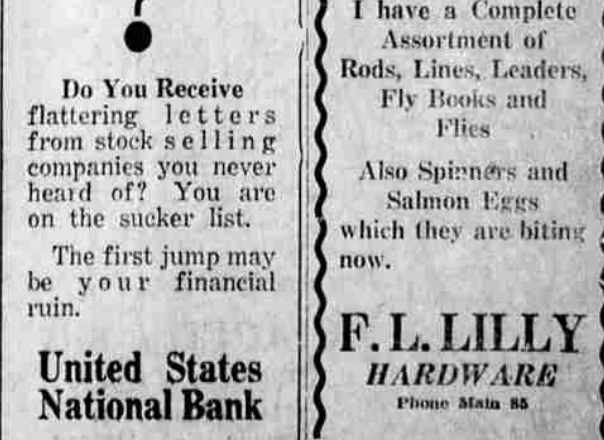 ?
Do You Receive
flattering letters
from stock selling
companies you never
heard of? You are
on the sucker list.
The first jump may
be your financial
ruin.
United States
National Bank
I have a Complete
Assortment of
Rods, Lines, Leaders,
Fly Books and
Flies
Also Spinners and
Salmon Eggs
which they are biting
now.
F. L. LILLY
HARDWARE
Phone Main 85